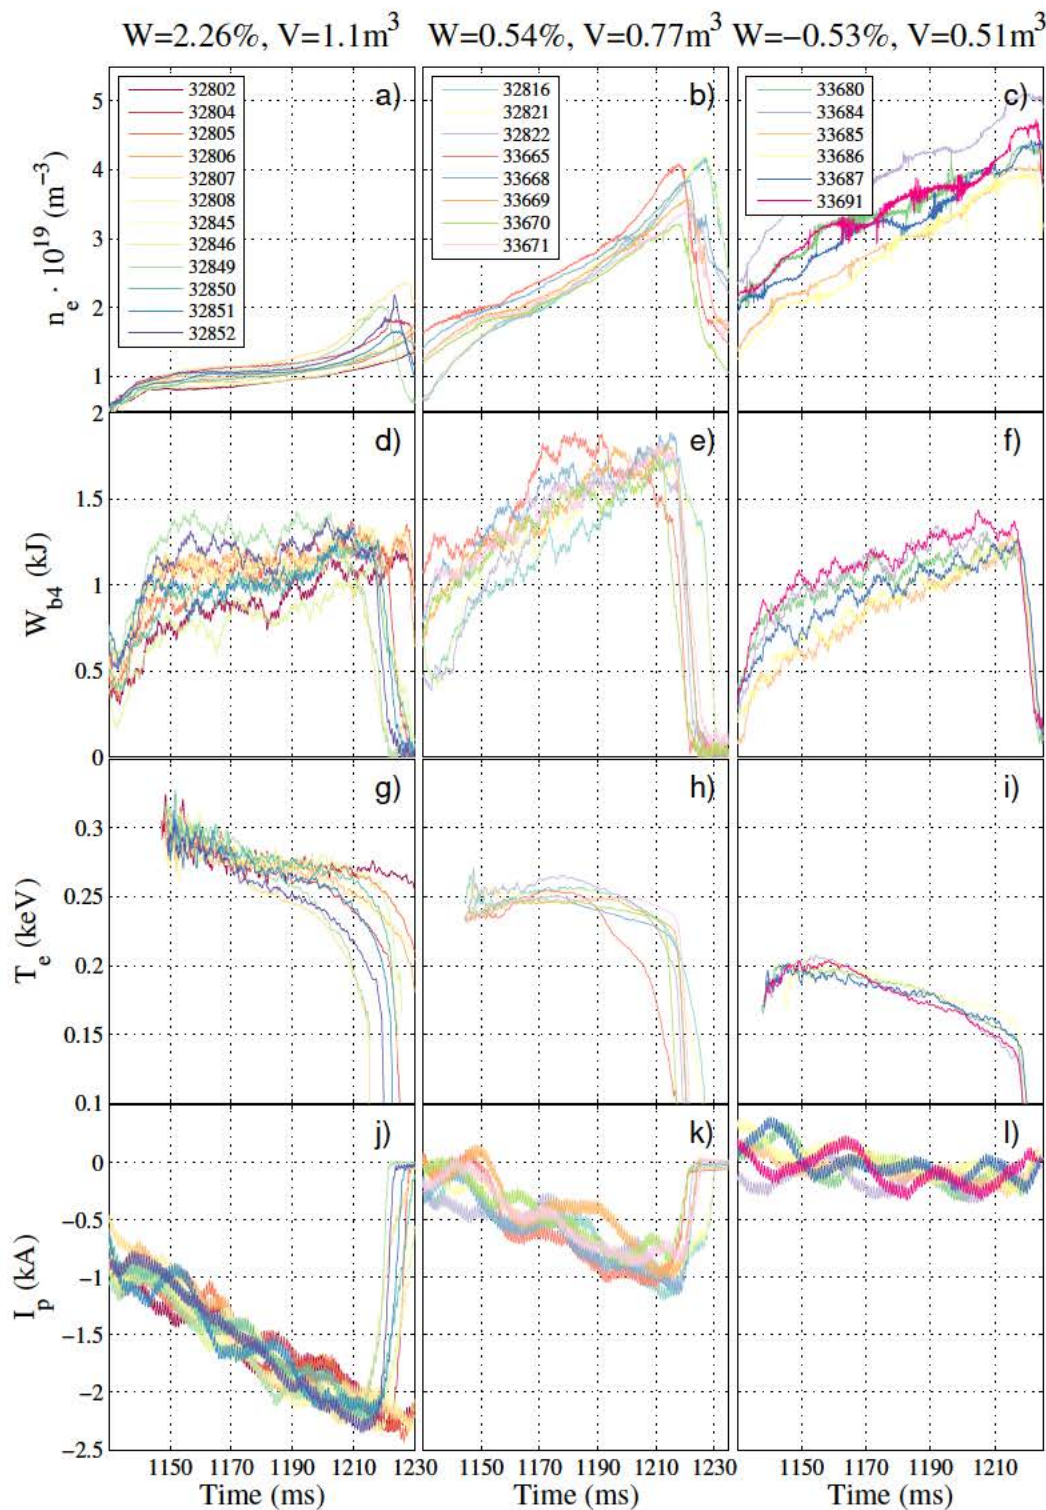 W=2.26%, V=1.1m³ W=0.54%, V=0.77m³ W=−0.53%, V=0.51m³
n_e · 10^19 (m^−3)
5
4
3
2
1
a)
32802
32804
32805
32806
32807
32808
32845
32846
32849
32850
32851
32852
b)
32816
32821
32822
33665
33668
33669
33670
33671
c)
33680
33684
33685
33686
33687
33691
W_b4 (kJ)
2
1.5
1
0.5
0
d)
e)
f)
T_e (keV)
0.3
0.25
0.2
0.15
0.1
g)
h)
i)
I_p (kA)
0
−0.5
−1
−1.5
−2
−2.5
j)
k)
l)
1150 1170 1190 1210 1230 1150 1170 1190 1210 1230 1150 1170 1190 1210
Time (ms) Time (ms) Time (ms)